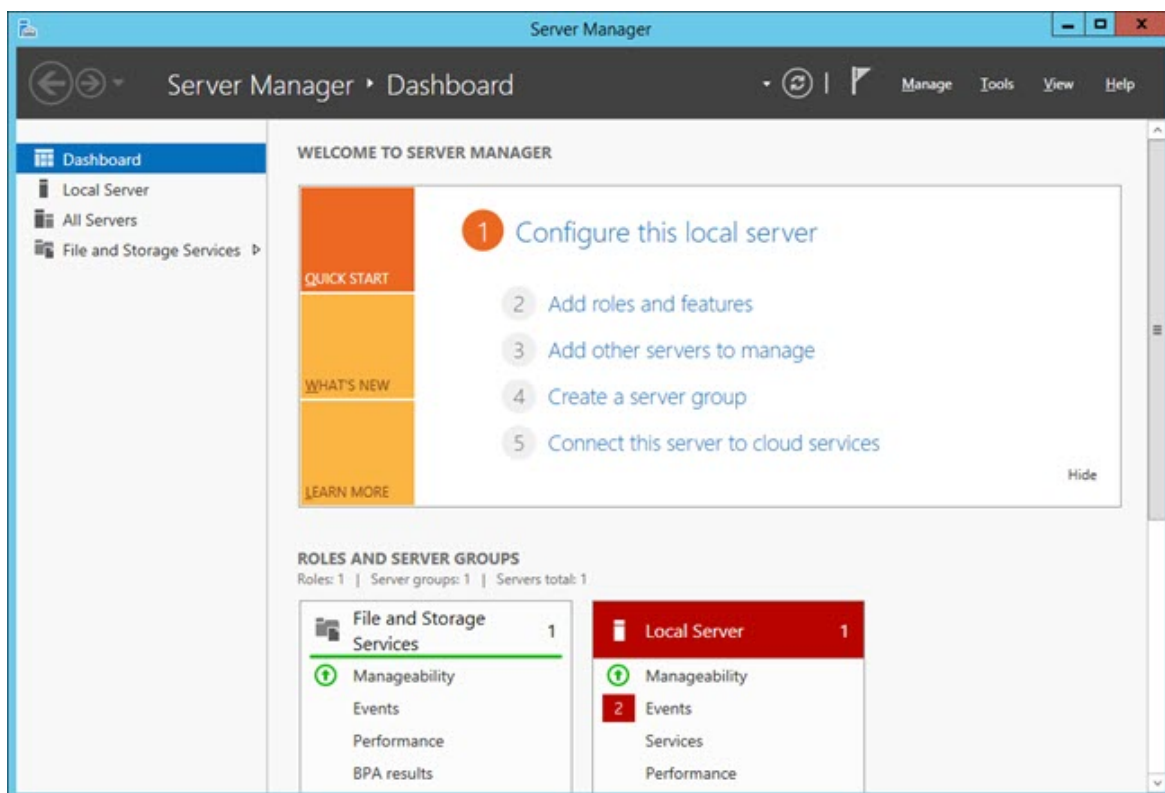 Server Manager
Server Manager ‣ Dashboard
Manage Tools View Help
Dashboard
Local Server
All Servers
File and Storage Services
WELCOME TO SERVER MANAGER
QUICK START
WHAT'S NEW
LEARN MORE
1 Configure this local server
2 Add roles and features
3 Add other servers to manage
4 Create a server group
5 Connect this server to cloud services
Hide
ROLES AND SERVER GROUPS
Roles: 1 | Server groups: 1 | Servers total: 1
File and Storage
Services 1
Manageability
Events
Performance
BPA results
Local Server 1
Manageability
2 Events
Services
Performance